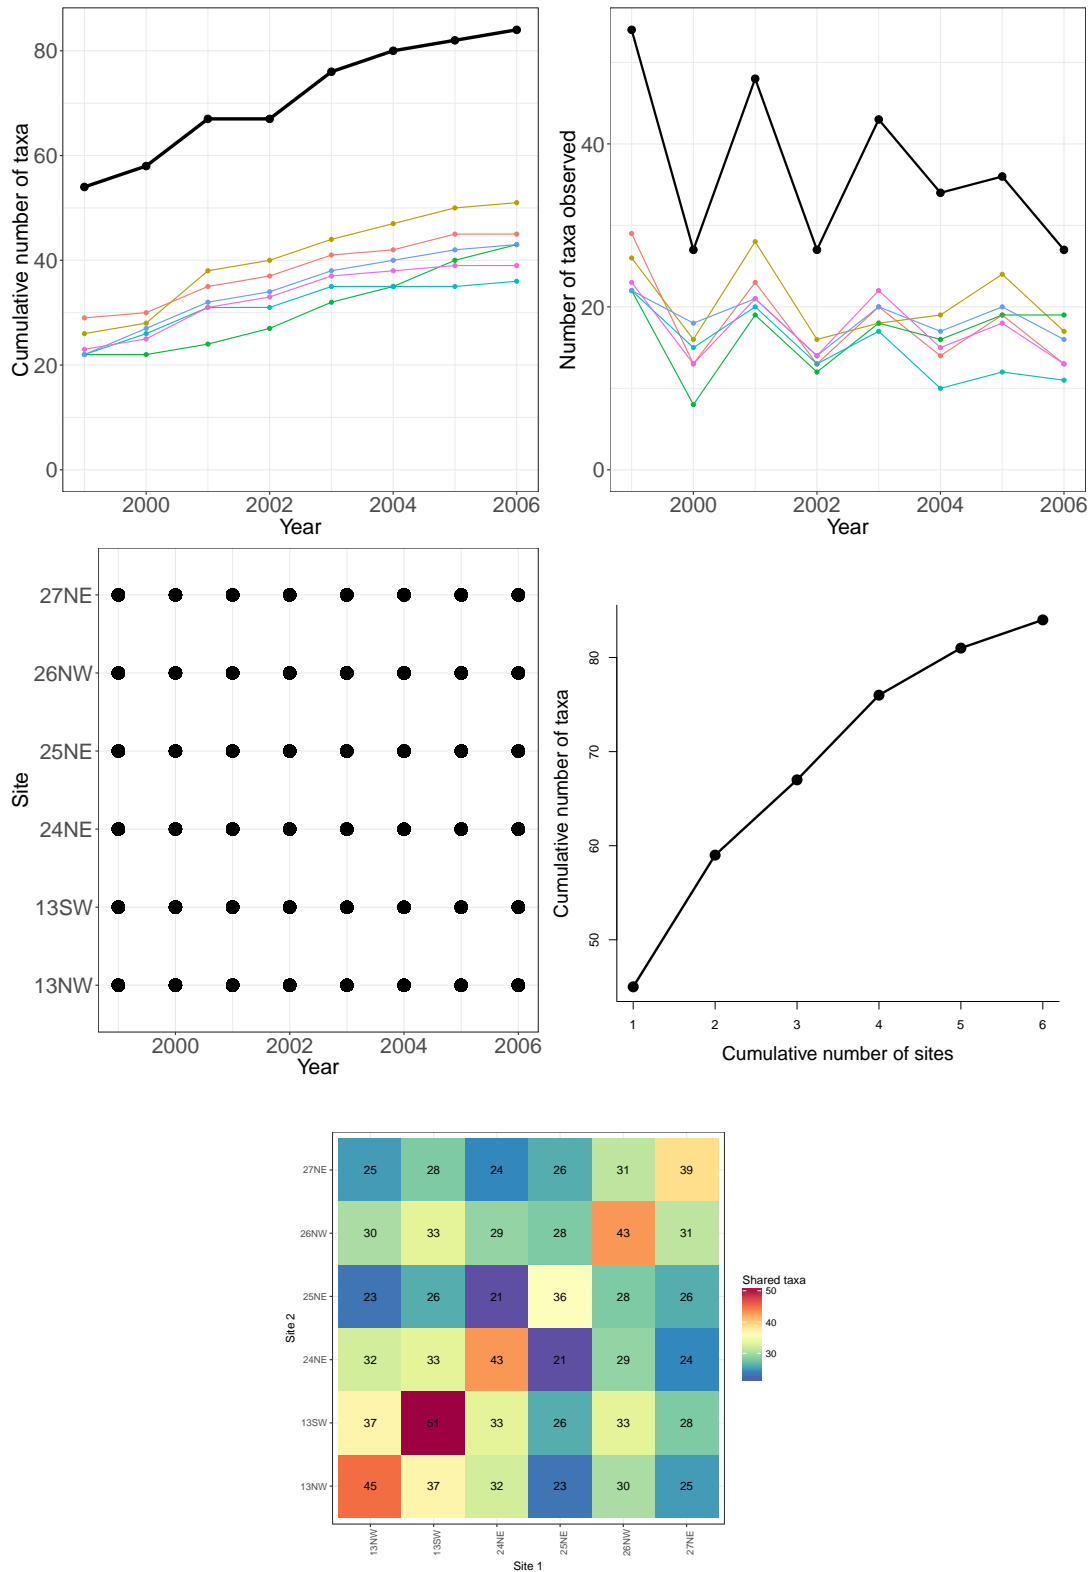 Cumulative number of taxa
80
60
40
20
0
2000 2002 2004 2006
Year
Number of taxa observed
40
20
0
2000 2002 2004 2006
Year
Site
27NE
26NW
25NE
24NE
13SW
13NW
2000 2002 2004 2006
Year
Cumulative number of taxa
80
70
60
50
1 2 3 4 5 6
Cumulative number of sites
Site 2
27NE 25 28 24 26 31 39
26NW 30 33 29 28 43 31
25NE 23 26 21 36 28 26
24NE 32 33 43 21 29 24
13SW 37 51 33 26 33 28
13NW 45 37 32 23 30 25
13NW 13SW 24NE 25NE 26NW 27NE
Site 1
Shared taxa
50
40
30